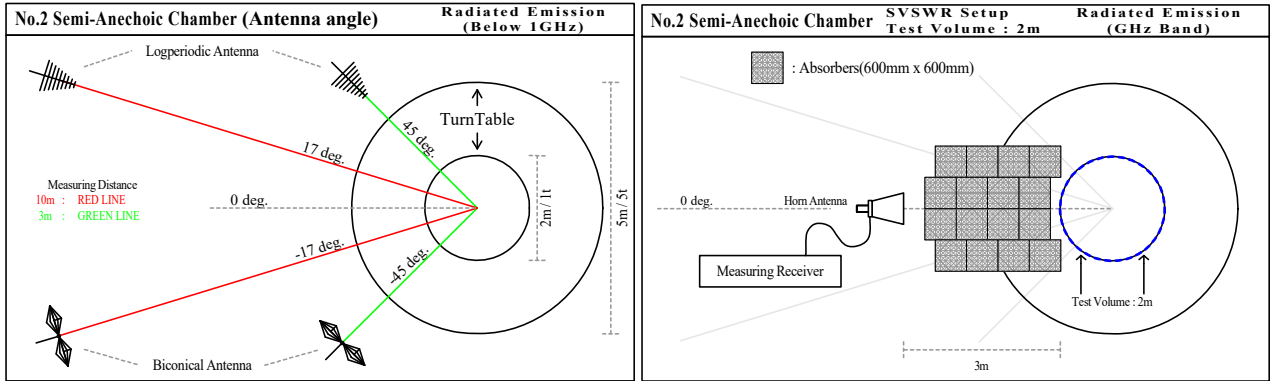 No.2 Semi-Anechoic Chamber (Antenna angle)
Radiated Emission
(Below 1GHz)
Logperiodic Antenna
TurnTable
45 deg.
17 deg.
Measuring Distance
10m : RED LINE
3m : GREEN LINE
0 deg.
2m / 1t
5m / 5t
-17 deg.
-45 deg.
Biconical Antenna
No.2 Semi-Anechoic Chamber
SVSWR Setup
Test Volume : 2m
Radiated Emission
(GHz Band)
: Absorbers(600mm x 600mm)
0 deg.
Horn Antenna
Measuring Receiver
Test Volume : 2m
3m